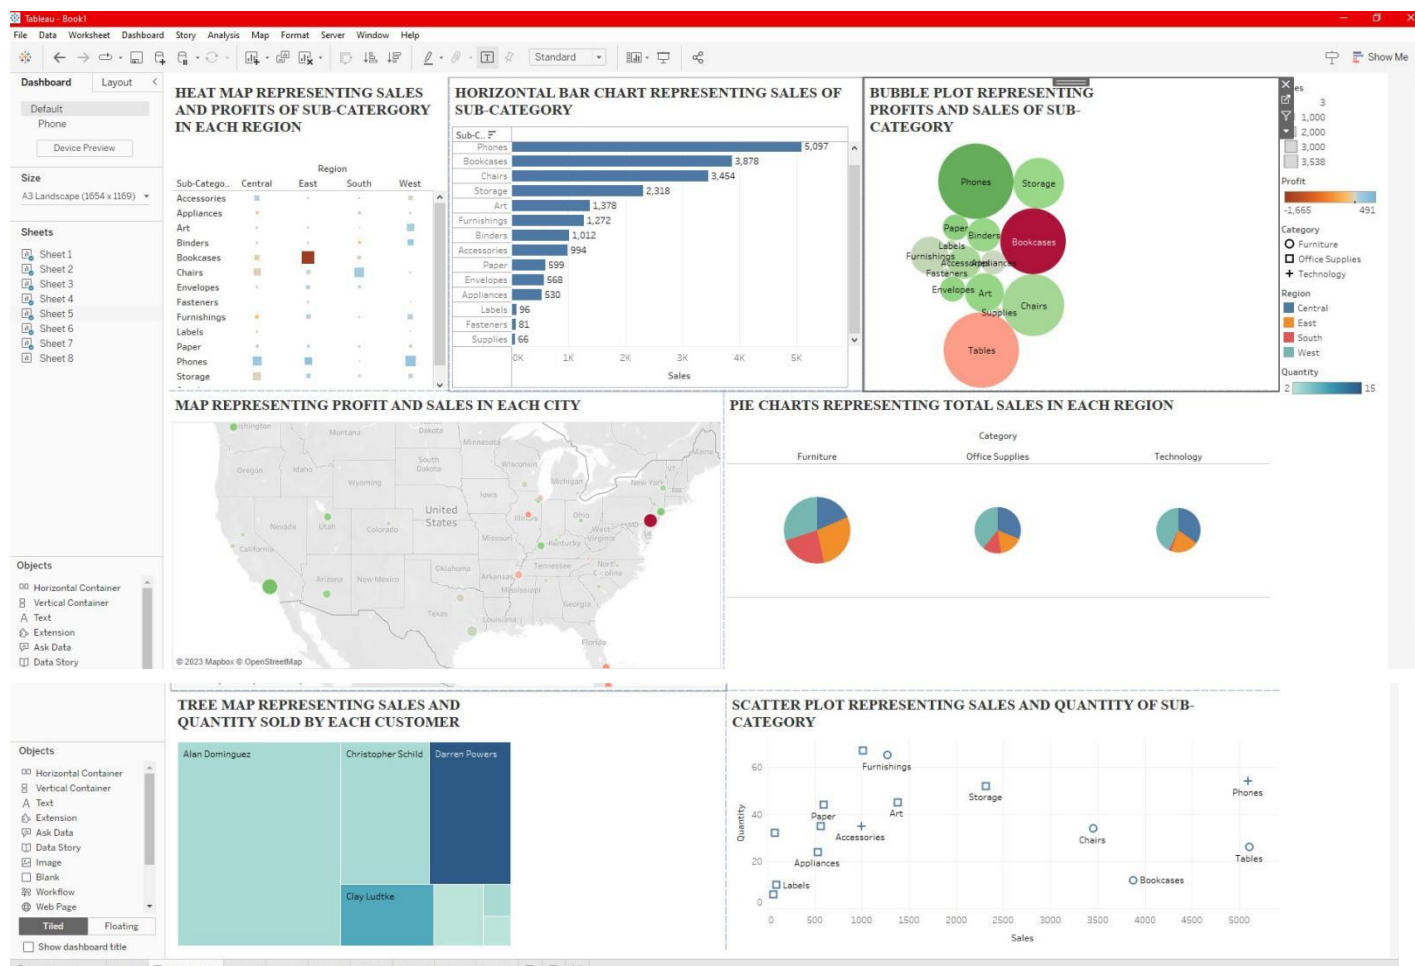 Tableau - Book1
File Data Worksheet Dashboard Story Analysis Map Format Server Window Help
Standard
Show Me
Dashboard Layout
Default
Phone
Device Preview
Size
A3 Landscape (1654 x 1169)
Sheets
Sheet 1
Sheet 2
Sheet 3
Sheet 4
Sheet 5
Sheet 6
Sheet 7
Sheet 8
Objects
Horizontal Container
Vertical Container
Text
Extension
Ask Data
Data Story
HEAT MAP REPRESENTING SALES
AND PROFITS OF SUB-CATERGORY
IN EACH REGION
Region
Sub-Catego.. Central East South West
Accessories
Appliances
Art
Binders
Bookcases
Chairs
Envelopes
Fasteners
Furnishings
Labels
Paper
Phones
Storage
HORIZONTAL BAR CHART REPRESENTING SALES OF
SUB-CATEGORY
Sub-C..
Phones 5,097
Bookcases 3,878
Chairs 3,454
Storage 2,318
Art 1,378
Furnishings 1,272
Binders 1,012
Accessories 994
Paper 599
Envelopes 568
Appliances 530
Labels 96
Fasteners 81
Supplies 66
0K 1K 2K 3K 4K 5K
Sales
BUBBLE PLOT REPRESENTING
PROFITS AND SALES OF SUB-
CATEGORY
Phones
Storage
Paper
Binders
Bookcases
Labels
Furnishings
Accessories
Appliances
Fasteners
Envelopes
Art
Chairs
Supplies
Tables
es
3
1,000
2,000
3,000
3,538
Profit
-1,665 491
Category
Furniture
Office Supplies
Technology
Region
Central
East
South
West
Quantity
2 15
MAP REPRESENTING PROFIT AND SALES IN EACH CITY
Montana
Dakota
Minnesota
Maine
Oregon
Idaho
South
Dakota
Wisconsin
Wyoming
Michigan
VT
New York
MA
Iowa
Nevada
Utah
Colorado
United
States
Illinois
Ohio
MD
West
Virginia
California
Missouri
Kentucky
Arizona
New Mexico
Oklahoma
Arkansas
Tennessee
Mississippi
Georgia
Texas
Louisiana
Florida
© 2023 Mapbox © OpenStreetMap
PIE CHARTS REPRESENTING TOTAL SALES IN EACH REGION
Category
Furniture Office Supplies Technology
Objects
Horizontal Container
Vertical Container
Text
Extension
Ask Data
Data Story
Image
Blank
Workflow
Web Page
Tiled Floating
Show dashboard title
TREE MAP REPRESENTING SALES AND
QUANTITY SOLD BY EACH CUSTOMER
Alan Dominguez
Christopher Schild
Darren Powers
Clay Ludtke
SCATTER PLOT REPRESENTING SALES AND QUANTITY OF SUB-
CATEGORY
Quantity
60
40
20
0
Furnishings
Storage
Phones
Paper
Art
Accessories
Chairs
Appliances
Tables
Bookcases
Labels
0 500 1000 1500 2000 2500 3000 3500 4000 4500 5000
Sales